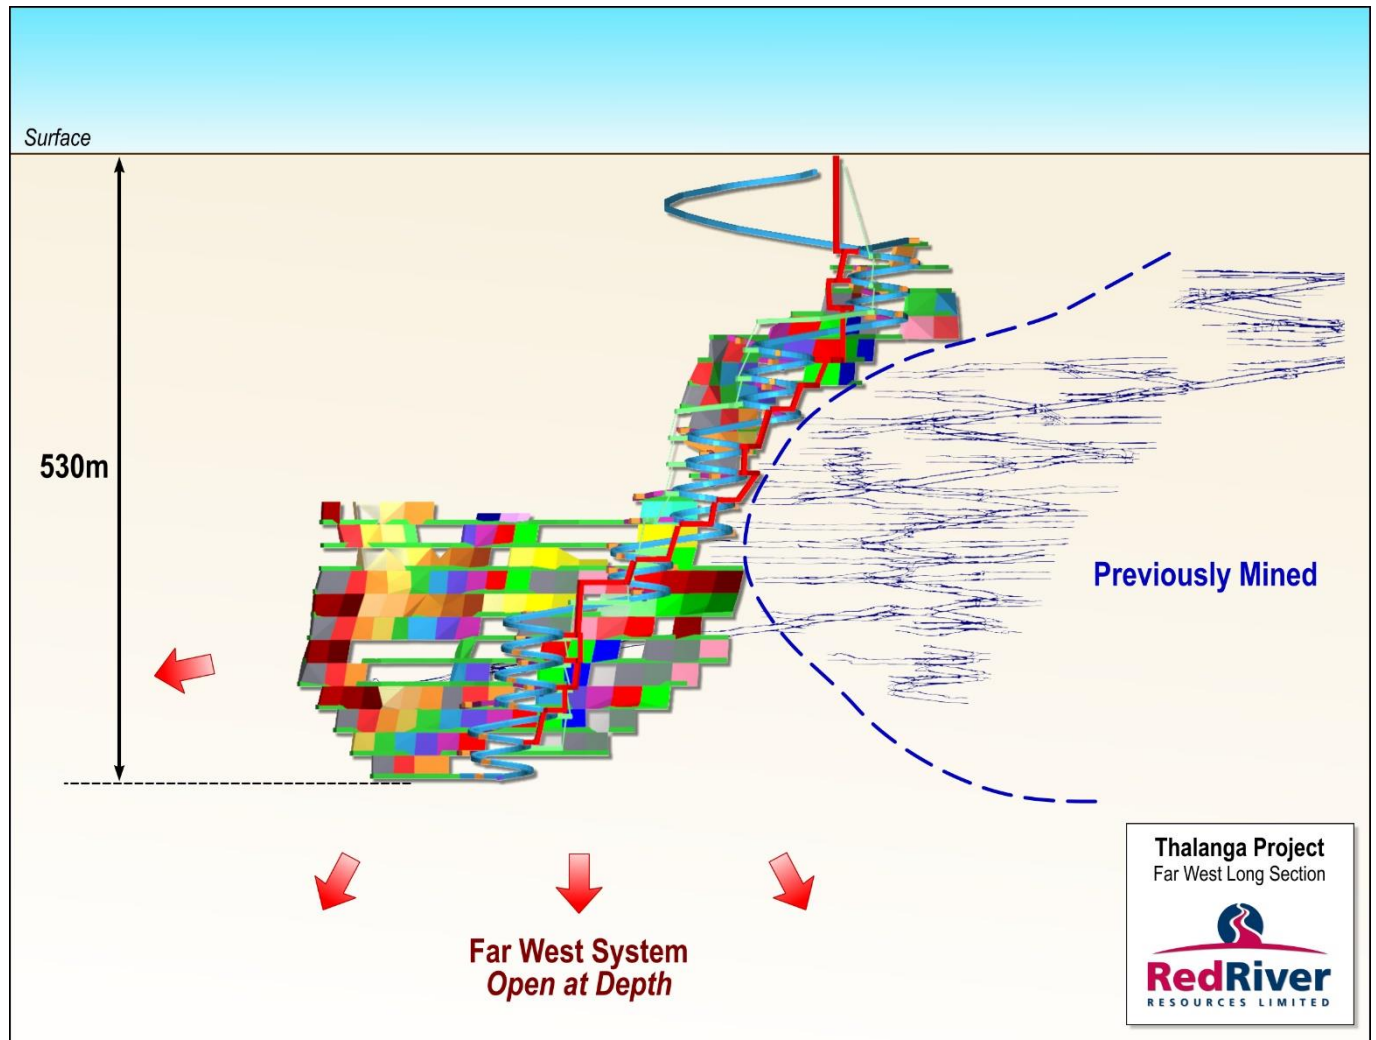 Surface
530m
Previously Mined
Far West System
Open at Depth
Thalanga Project
Far West Long Section
RedRiver
RESOURCES LIMITED